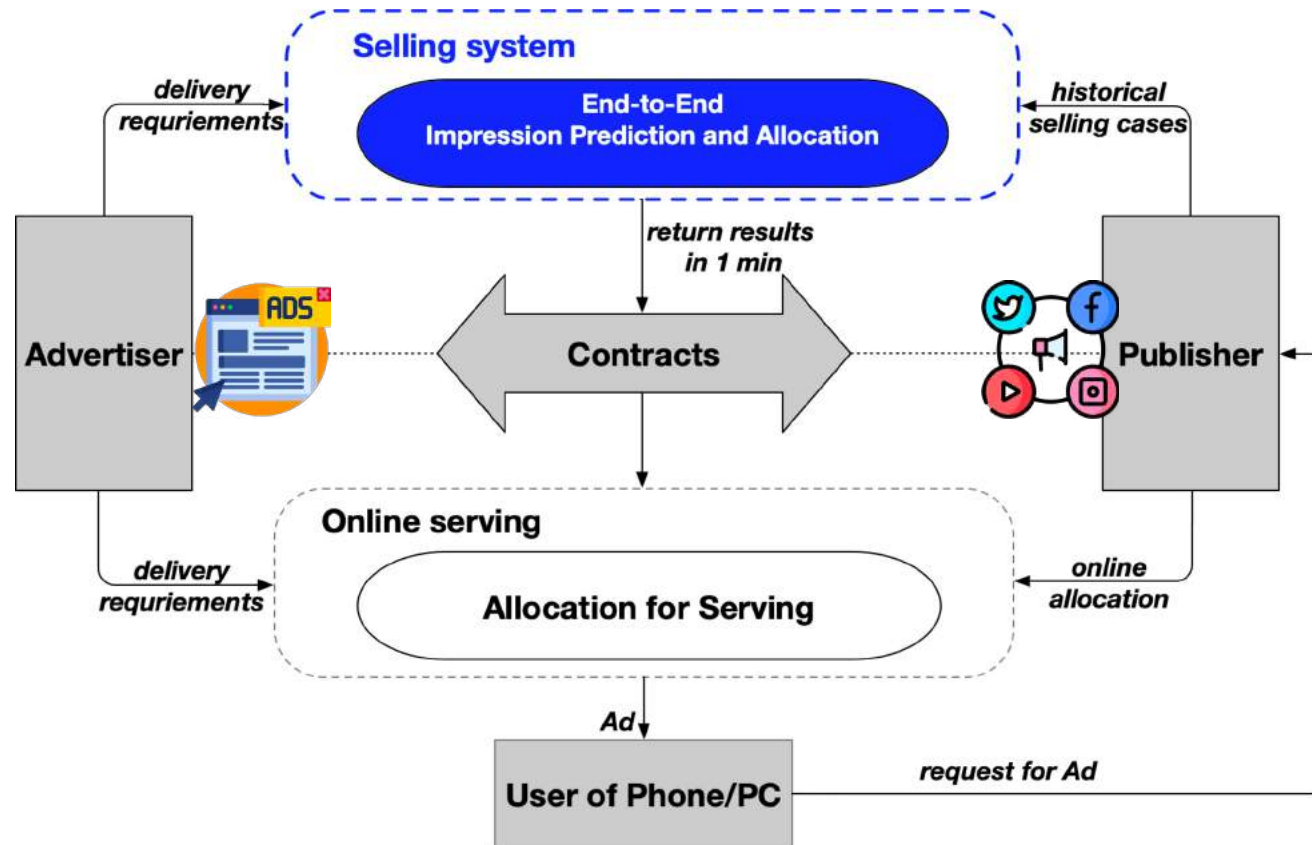 Selling system
End-to-End
Impression Prediction and Allocation
delivery
requriements
historical
selling cases
return results
in 1 min
ADS
Advertiser
Contracts
Publisher
Online serving
Allocation for Serving
delivery
requriements
online
allocation
Ad
User of Phone/PC
request for Ad